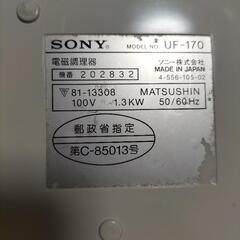 SONY® MODEL NO. UF-170
電磁調理器 ソニー株式会社
機番 202832 MADE IN JAPAN
4-556-105-02
81-13308 MATSUSHIN
100V 1.3KW 50/60Hz
郵政省指定
第C-85013号